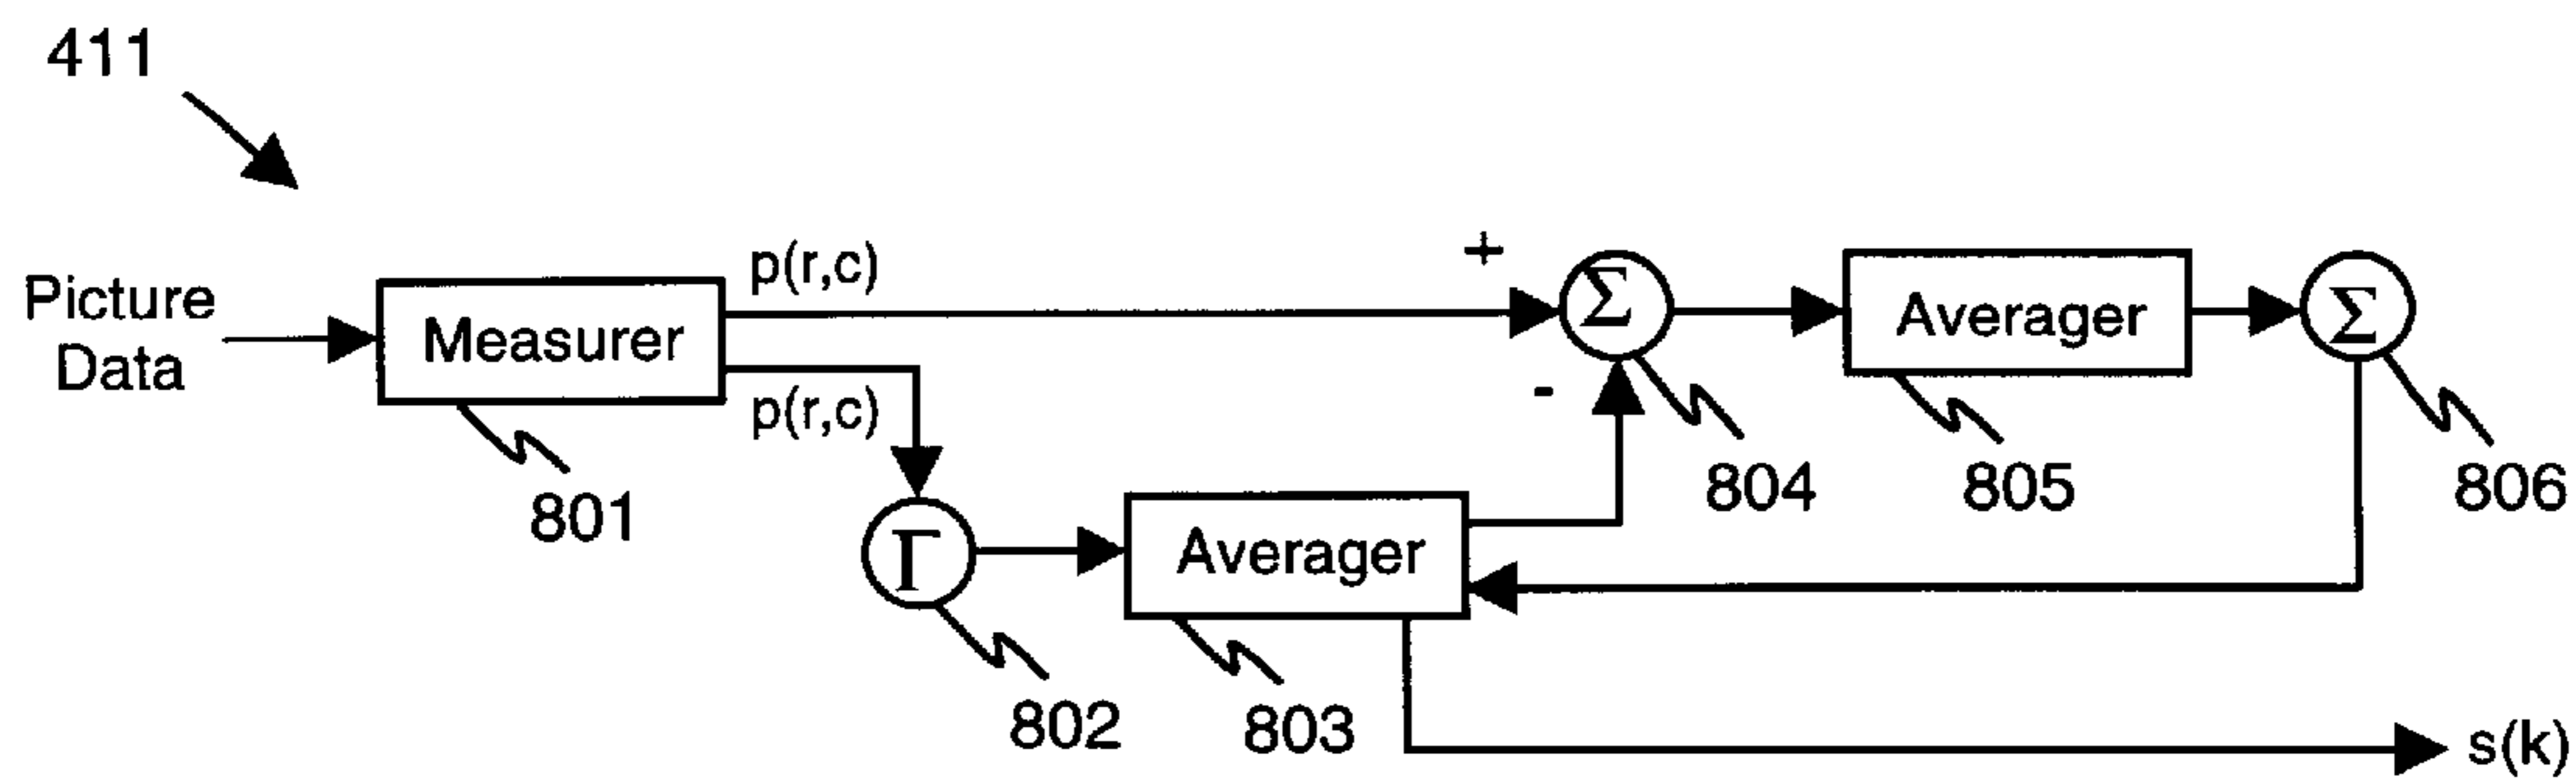 411
Picture
Data
Measurer
p(r,c)
p(r,c)
801
Γ
802
Averager
803
+
-
Σ
804
Averager
805
Σ
806
s(k)